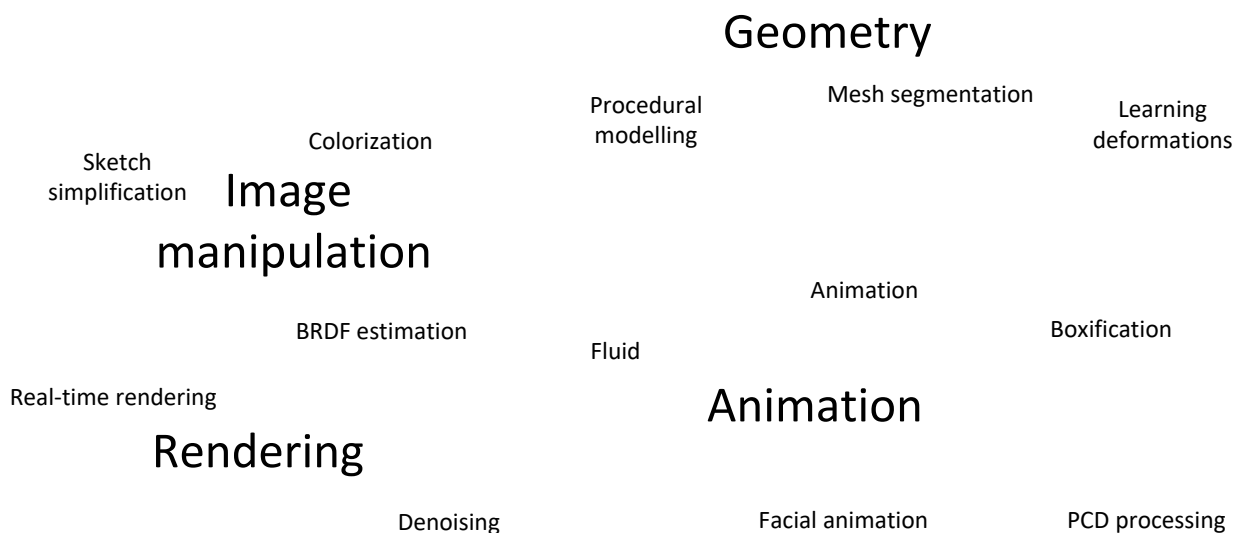 Geometry
Procedural
modelling
Mesh segmentation
Learning
deformations
Colorization
Sketch
simplification
Image
manipulation
Animation
BRDF estimation
Fluid
Boxification
Real-time rendering
Animation
Rendering
Denoising
Facial animation
PCD processing